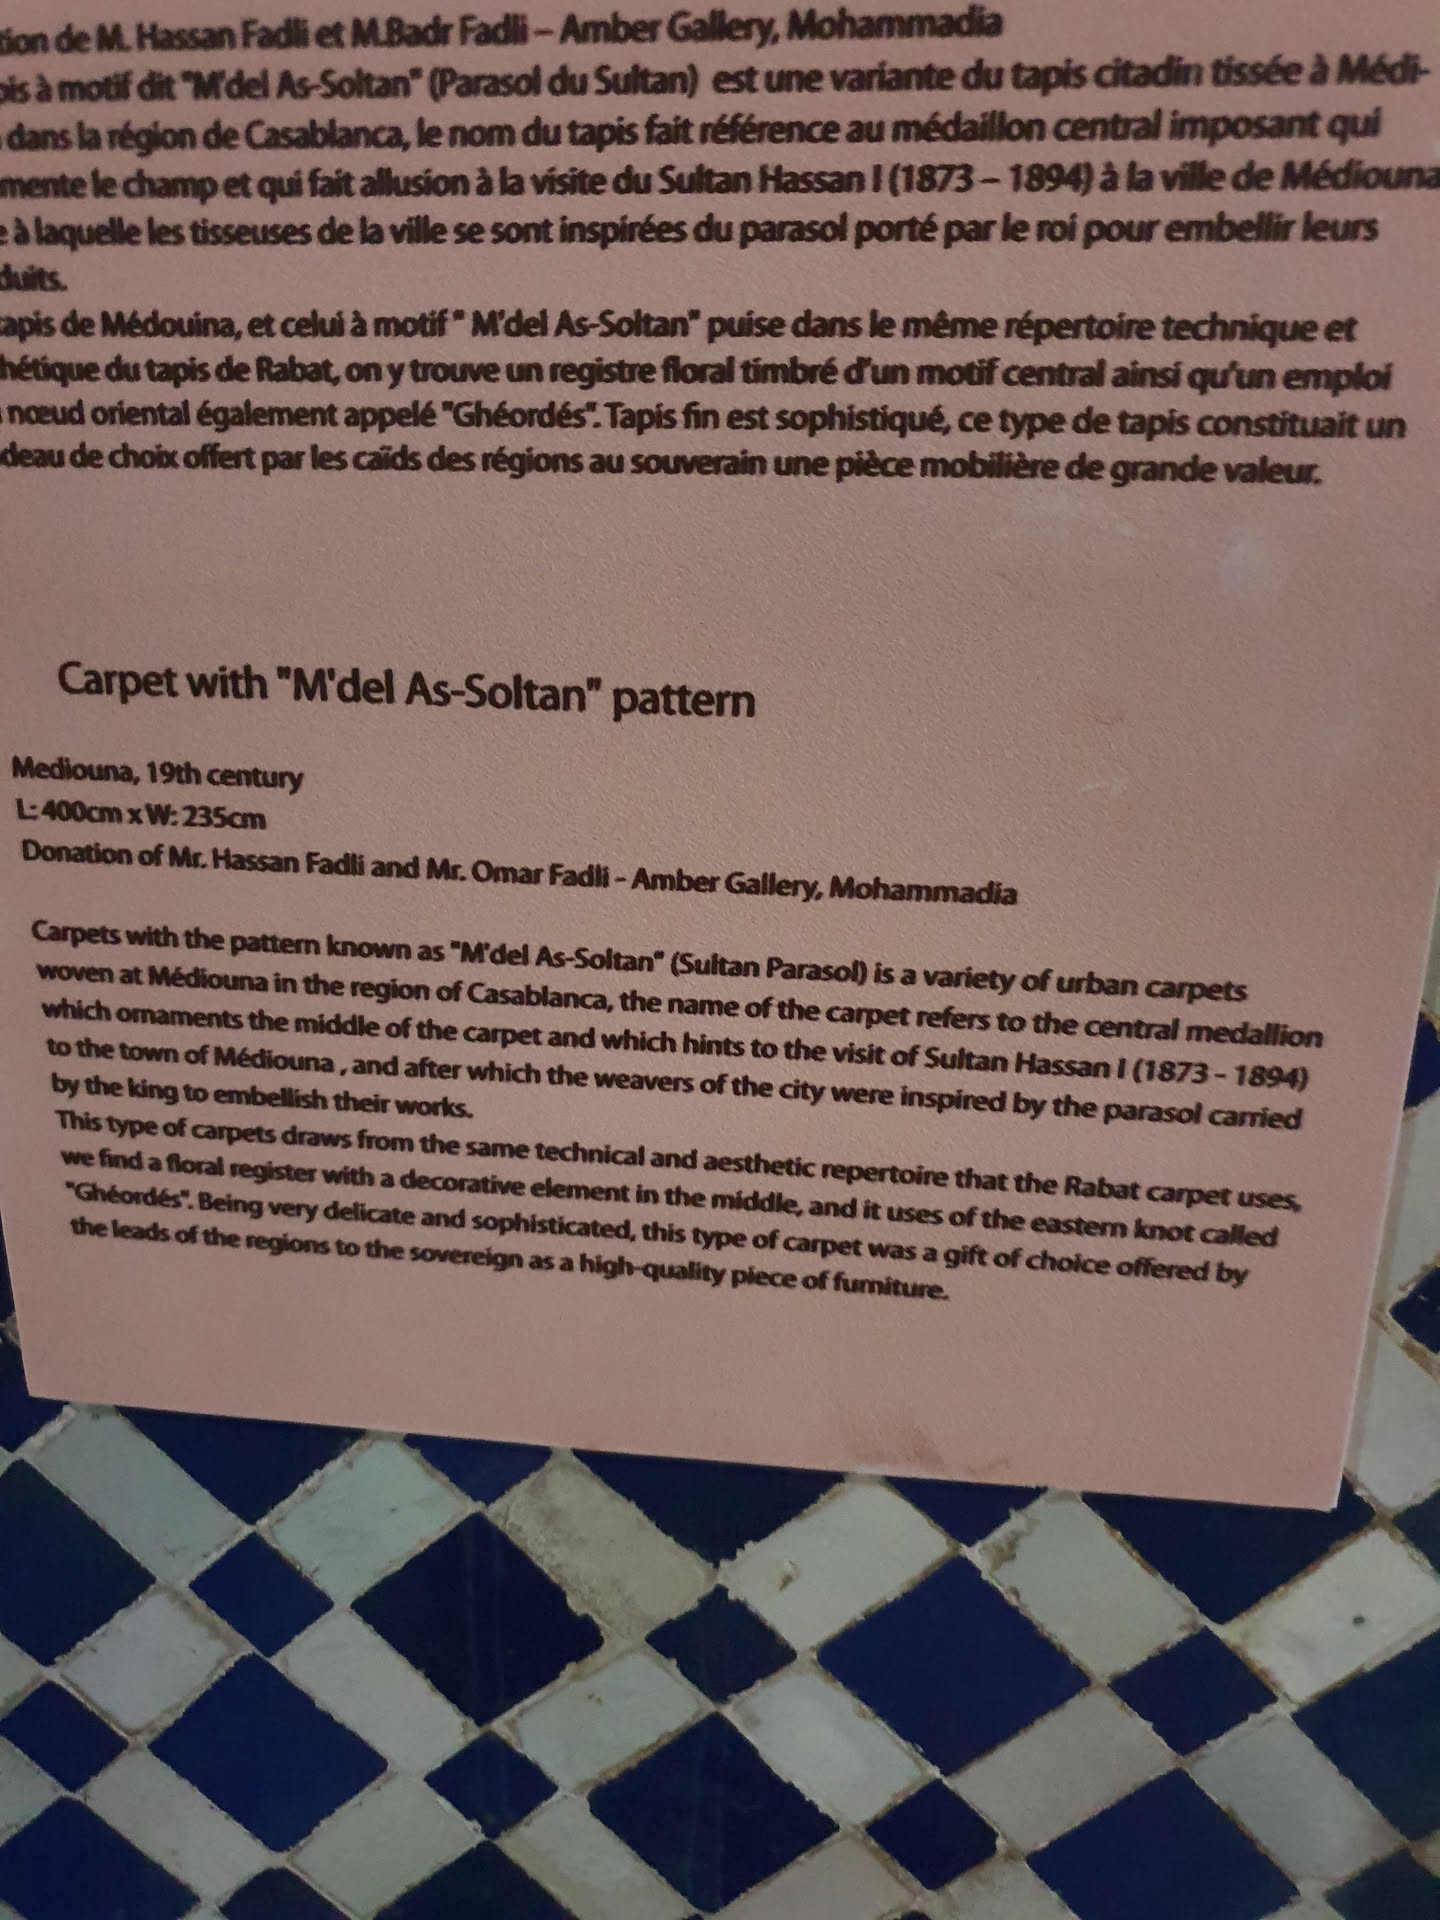 de M. Hassan Fadli et M.Badr Fadli – Amber Gallery, Mohammadia
à motif dit "M'del As-Soltan" (Parasol du Sultan) est une variante du tapis citadin tissée à Médi-
dans la région de Casablanca, le nom du tapis fait référence au médaillon central imposant qui
le champ et qui fait allusion à la visite du Sultan Hassan I (1873 – 1894) à la ville de Médiouna
à laquelle les tisseuses de la ville se sont inspirées du parasol porté par le roi pour embellir leurs
duits.
tapis de Médouina, et celui à motif " M'del As-Soltan" puise dans le même répertoire technique et
hétique du tapis de Rabat, on y trouve un registre floral timbré d'un motif central ainsi qu'un emploi
nœud oriental également appelé "Ghéordés". Tapis fin est sophistiqué, ce type de tapis constituait un
deau de choix offert par les caïds des régions au souverain une pièce mobilière de grande valeur.
Carpet with "M'del As-Soltan" pattern
Mediouna, 19th century
L: 400cm x W: 235cm
Donation of Mr. Hassan Fadli and Mr. Omar Fadli - Amber Gallery, Mohammadia
Carpets with the pattern known as "M'del As-Soltan" (Sultan Parasol) is a variety of urban carpets
woven at Médiouna in the region of Casablanca, the name of the carpet refers to the central medallion
which ornaments the middle of the carpet and which hints to the visit of Sultan Hassan I (1873 - 1894)
to the town of Médiouna , and after which the weavers of the city were inspired by the parasol carried
by the king to embellish their works.
This type of carpets draws from the same technical and aesthetic repertoire that the Rabat carpet uses,
we find a floral register with a decorative element in the middle, and it uses of the eastern knot called
"Ghéordés". Being very delicate and sophisticated, this type of carpet was a gift of choice offered by
the leads of the regions to the sovereign as a high-quality piece of furniture.